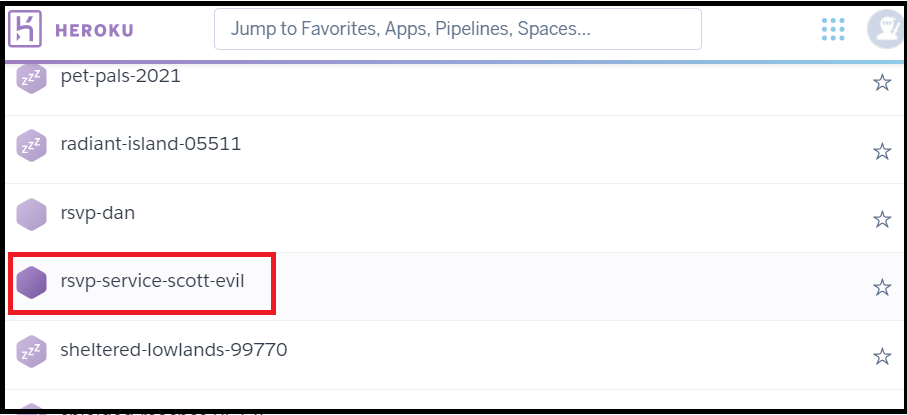 HEROKU
Jump to Favorites, Apps, Pipelines, Spaces...
zzz pet-pals-2021
zzz radiant-island-05511
rsvp-dan
rsvp-service-scott-evil
zzz sheltered-lowlands-99770